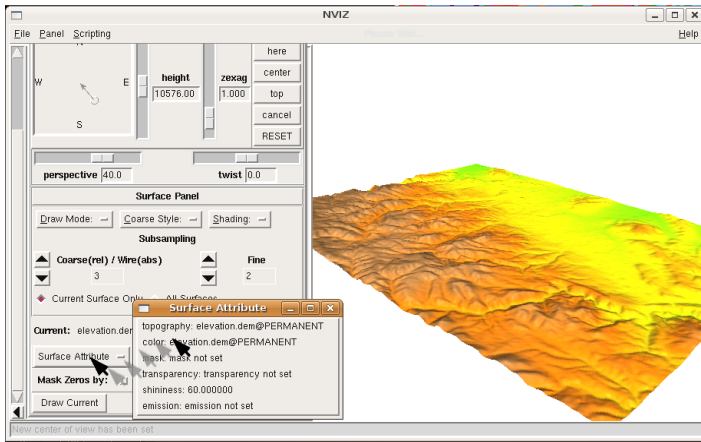 NVIZ
File Panel Scripting Help
W E
S
height
10576.00
zexag
1.000
here
center
top
cancel
RESET
perspective 40.0
twist 0.0
Surface Panel
Draw Mode: Coarse Style: Shading:
Subsampling
Coarse(rel) / Wire(abs) Fine
3 2
Current Surface Only All Surfaces
Current: elevation.dem
Surface Attribute
Mask Zeros by:
Draw Current
Surface Attribute
topography: elevation.dem@PERMANENT
color: elevation.dem@PERMANENT
mask: mask not set
transparency: transparency not set
shininess: 60.000000
emission: emission not set
New center of view has been set